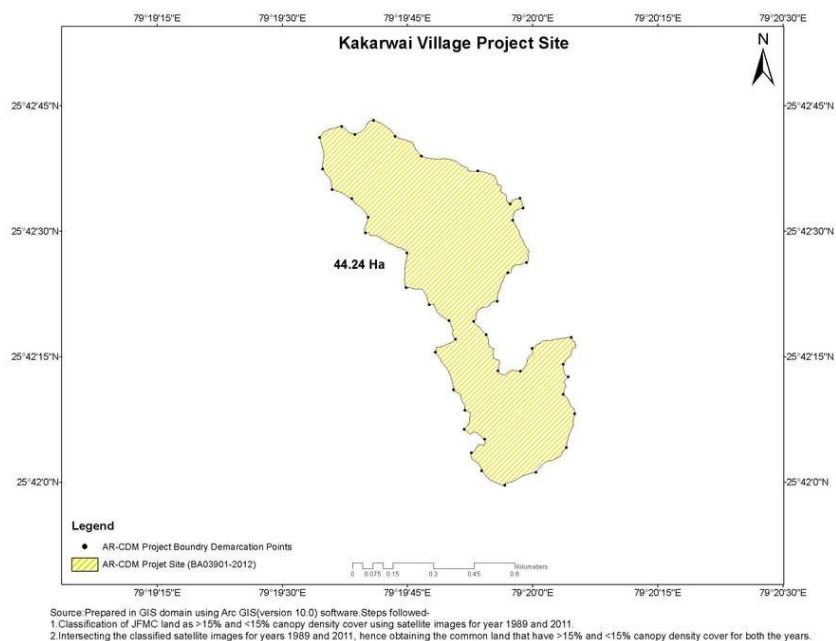 79°19'15"E 79°19'30"E 79°19'45"E 79°20'0"E 79°20'15"E 79°20'30"E
Kakarwai Village Project Site
N
25°42'45"N 25°42'45"N
25°42'30"N 25°42'30"N
44.24 Ha
25°42'15"N 25°42'15"N
25°42'0"N 25°42'0"N
Legend
AR-CDM Project Boundry Demarcation Points
AR-CDM Projet Site (BA03901-2012)
Kilometers
0 0.075 0.15 0.3 0.45 0.6
79°19'15"E 79°19'30"E 79°19'45"E 79°20'0"E 79°20'15"E 79°20'30"E
Source:Prepared in GIS domain using Arc GIS(version 10.0) software.Steps followed-
1.Classification of JFMC land as >15% and <15% canopy density cover using satellite images for year 1989 and 2011.
2.Intersecting the classified satellite images for years 1989 and 2011, hence obtaining the common land that have >15% and <15% canopy density cover for both the years.